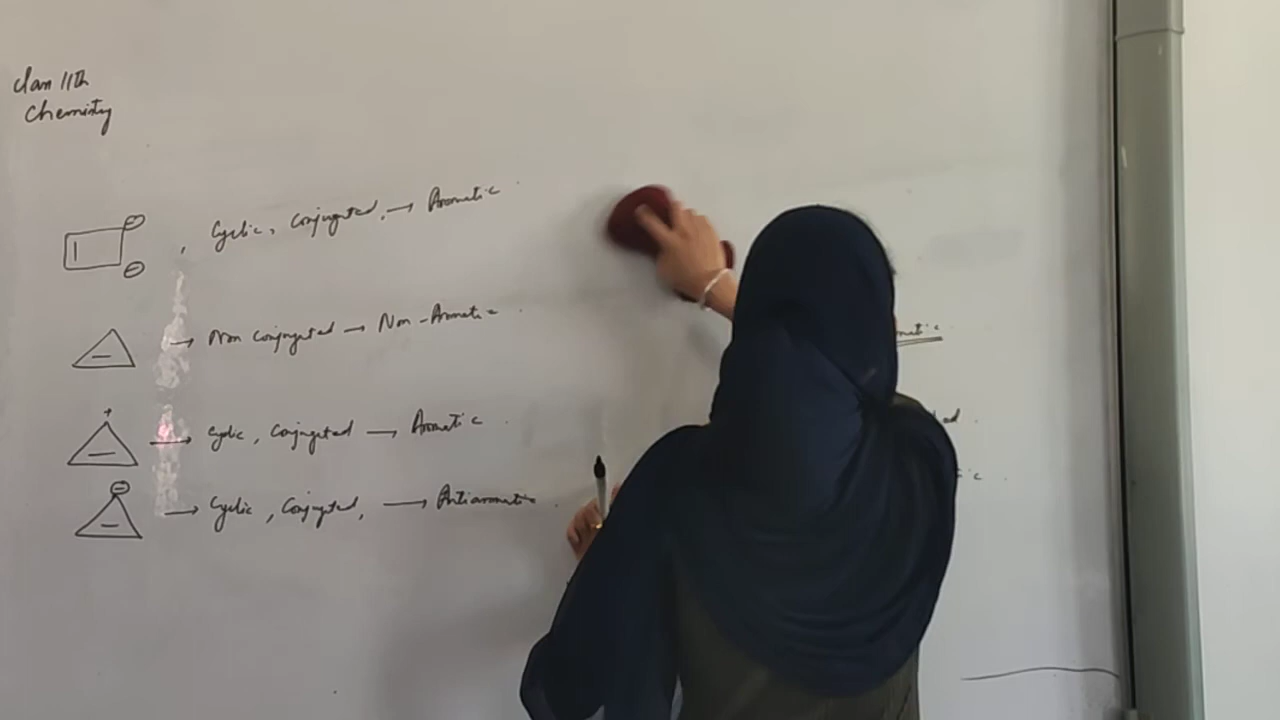 Class 11th
Chemistry
, Cyclic, Conjugated, → Aromatic
→ Non Conjugated → Non-Aromatic
→ Cyclic, Conjugated → Aromatic
→ Cyclic, Conjugated, → Antiaromatic